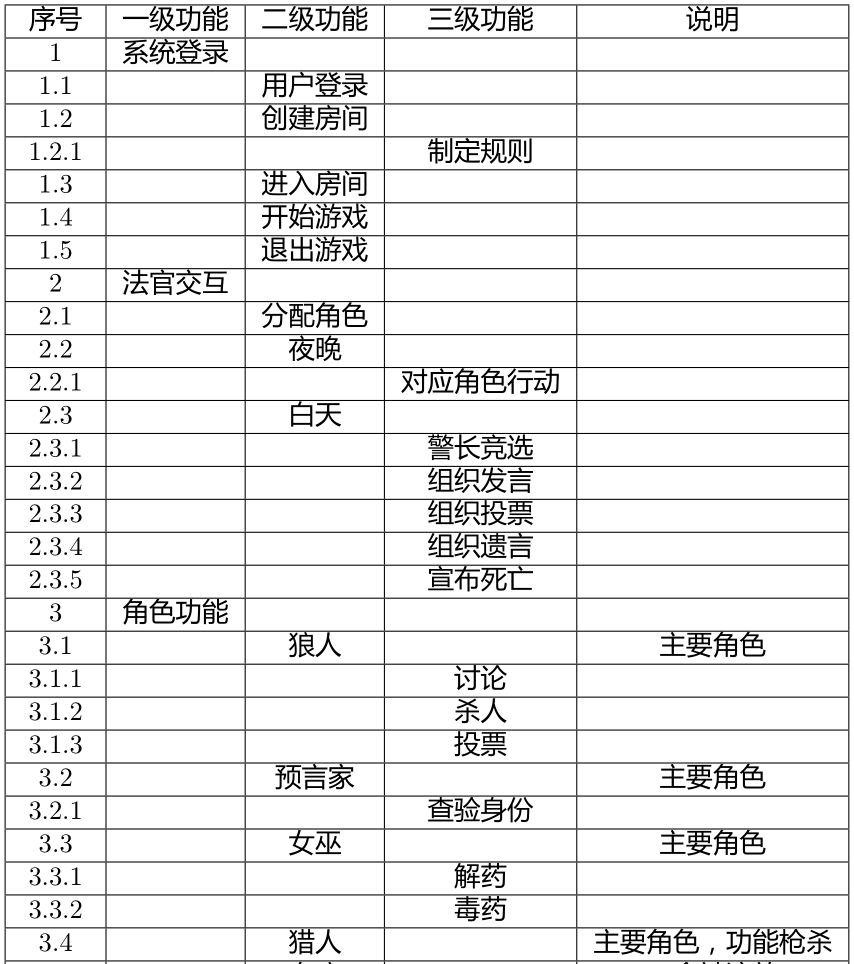 序号 一级功能 二级功能 三级功能 说明
1 系统登录
1.1 用户登录
1.2 创建房间
1.2.1 制定规则
1.3 进入房间
1.4 开始游戏
1.5 退出游戏
2 法官交互
2.1 分配角色
2.2 夜晚
2.2.1 对应角色行动
2.3 白天
2.3.1 警长竞选
2.3.2 组织发言
2.3.3 组织投票
2.3.4 组织遗言
2.3.5 宣布死亡
3 角色功能
3.1 狼人 主要角色
3.1.1 讨论
3.1.2 杀人
3.1.3 投票
3.2 预言家 主要角色
3.2.1 查验身份
3.3 女巫 主要角色
3.3.1 解药
3.3.2 毒药
3.4 猎人 主要角色，功能枪杀